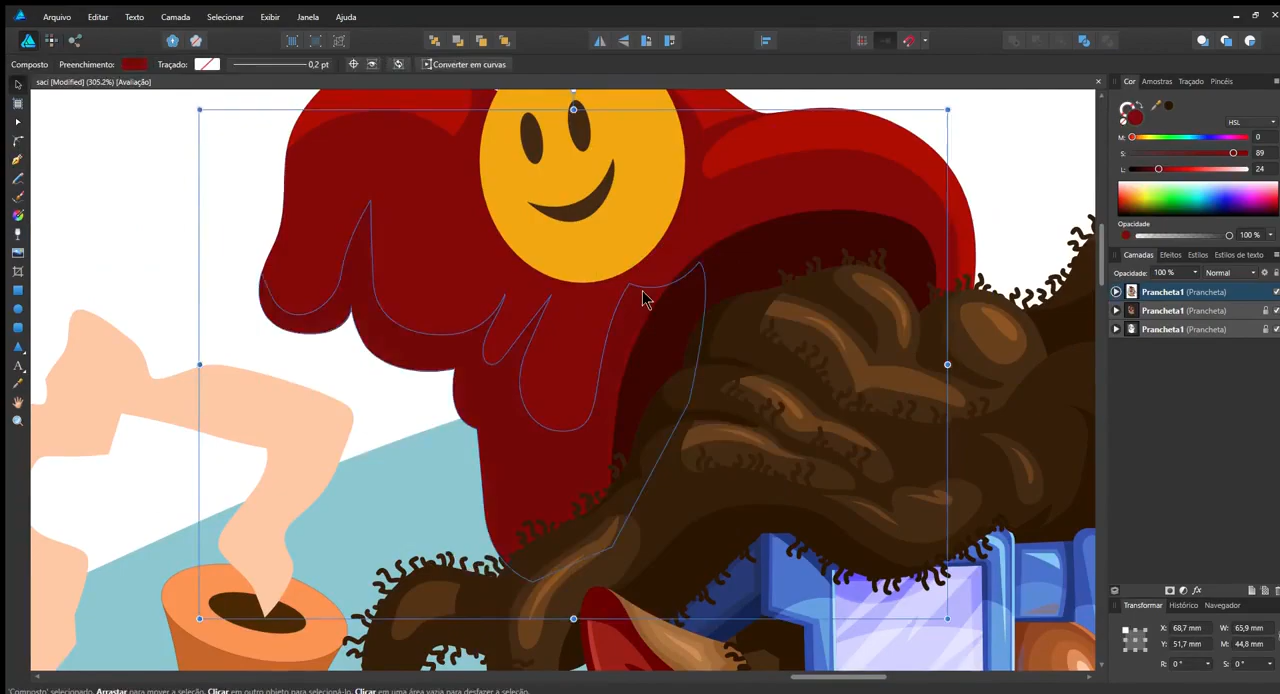 Arquivo Editar Texto Camada Selecionar Exibir Janela Ajuda
Composto Preenchimento: Traçado: 0,2 pt Converter em curvas
saci [Modified] (305.2%) [Avaliação]
Cor Amostras Traçado Pincéis
HSL
M: 0
S: 89
L: 24
Opacidade
100 %
Camadas Efeitos Estilos Estilos de texto
Opacidade: 100 % Normal
Prancheta1 (Prancheta)
Prancheta1 (Prancheta)
Prancheta1 (Prancheta)
Transformar Histórico Navegador
X: 68,7 mm W: 65,9 mm
Y: 51,7 mm H: 44,8 mm
R: 0 ° S: 0 °
'Composto' selecionado. Arrastar para mover a seleção. Clicar em outro objeto para selecioná-lo. Clicar em uma área vazia para desfazer a seleção.